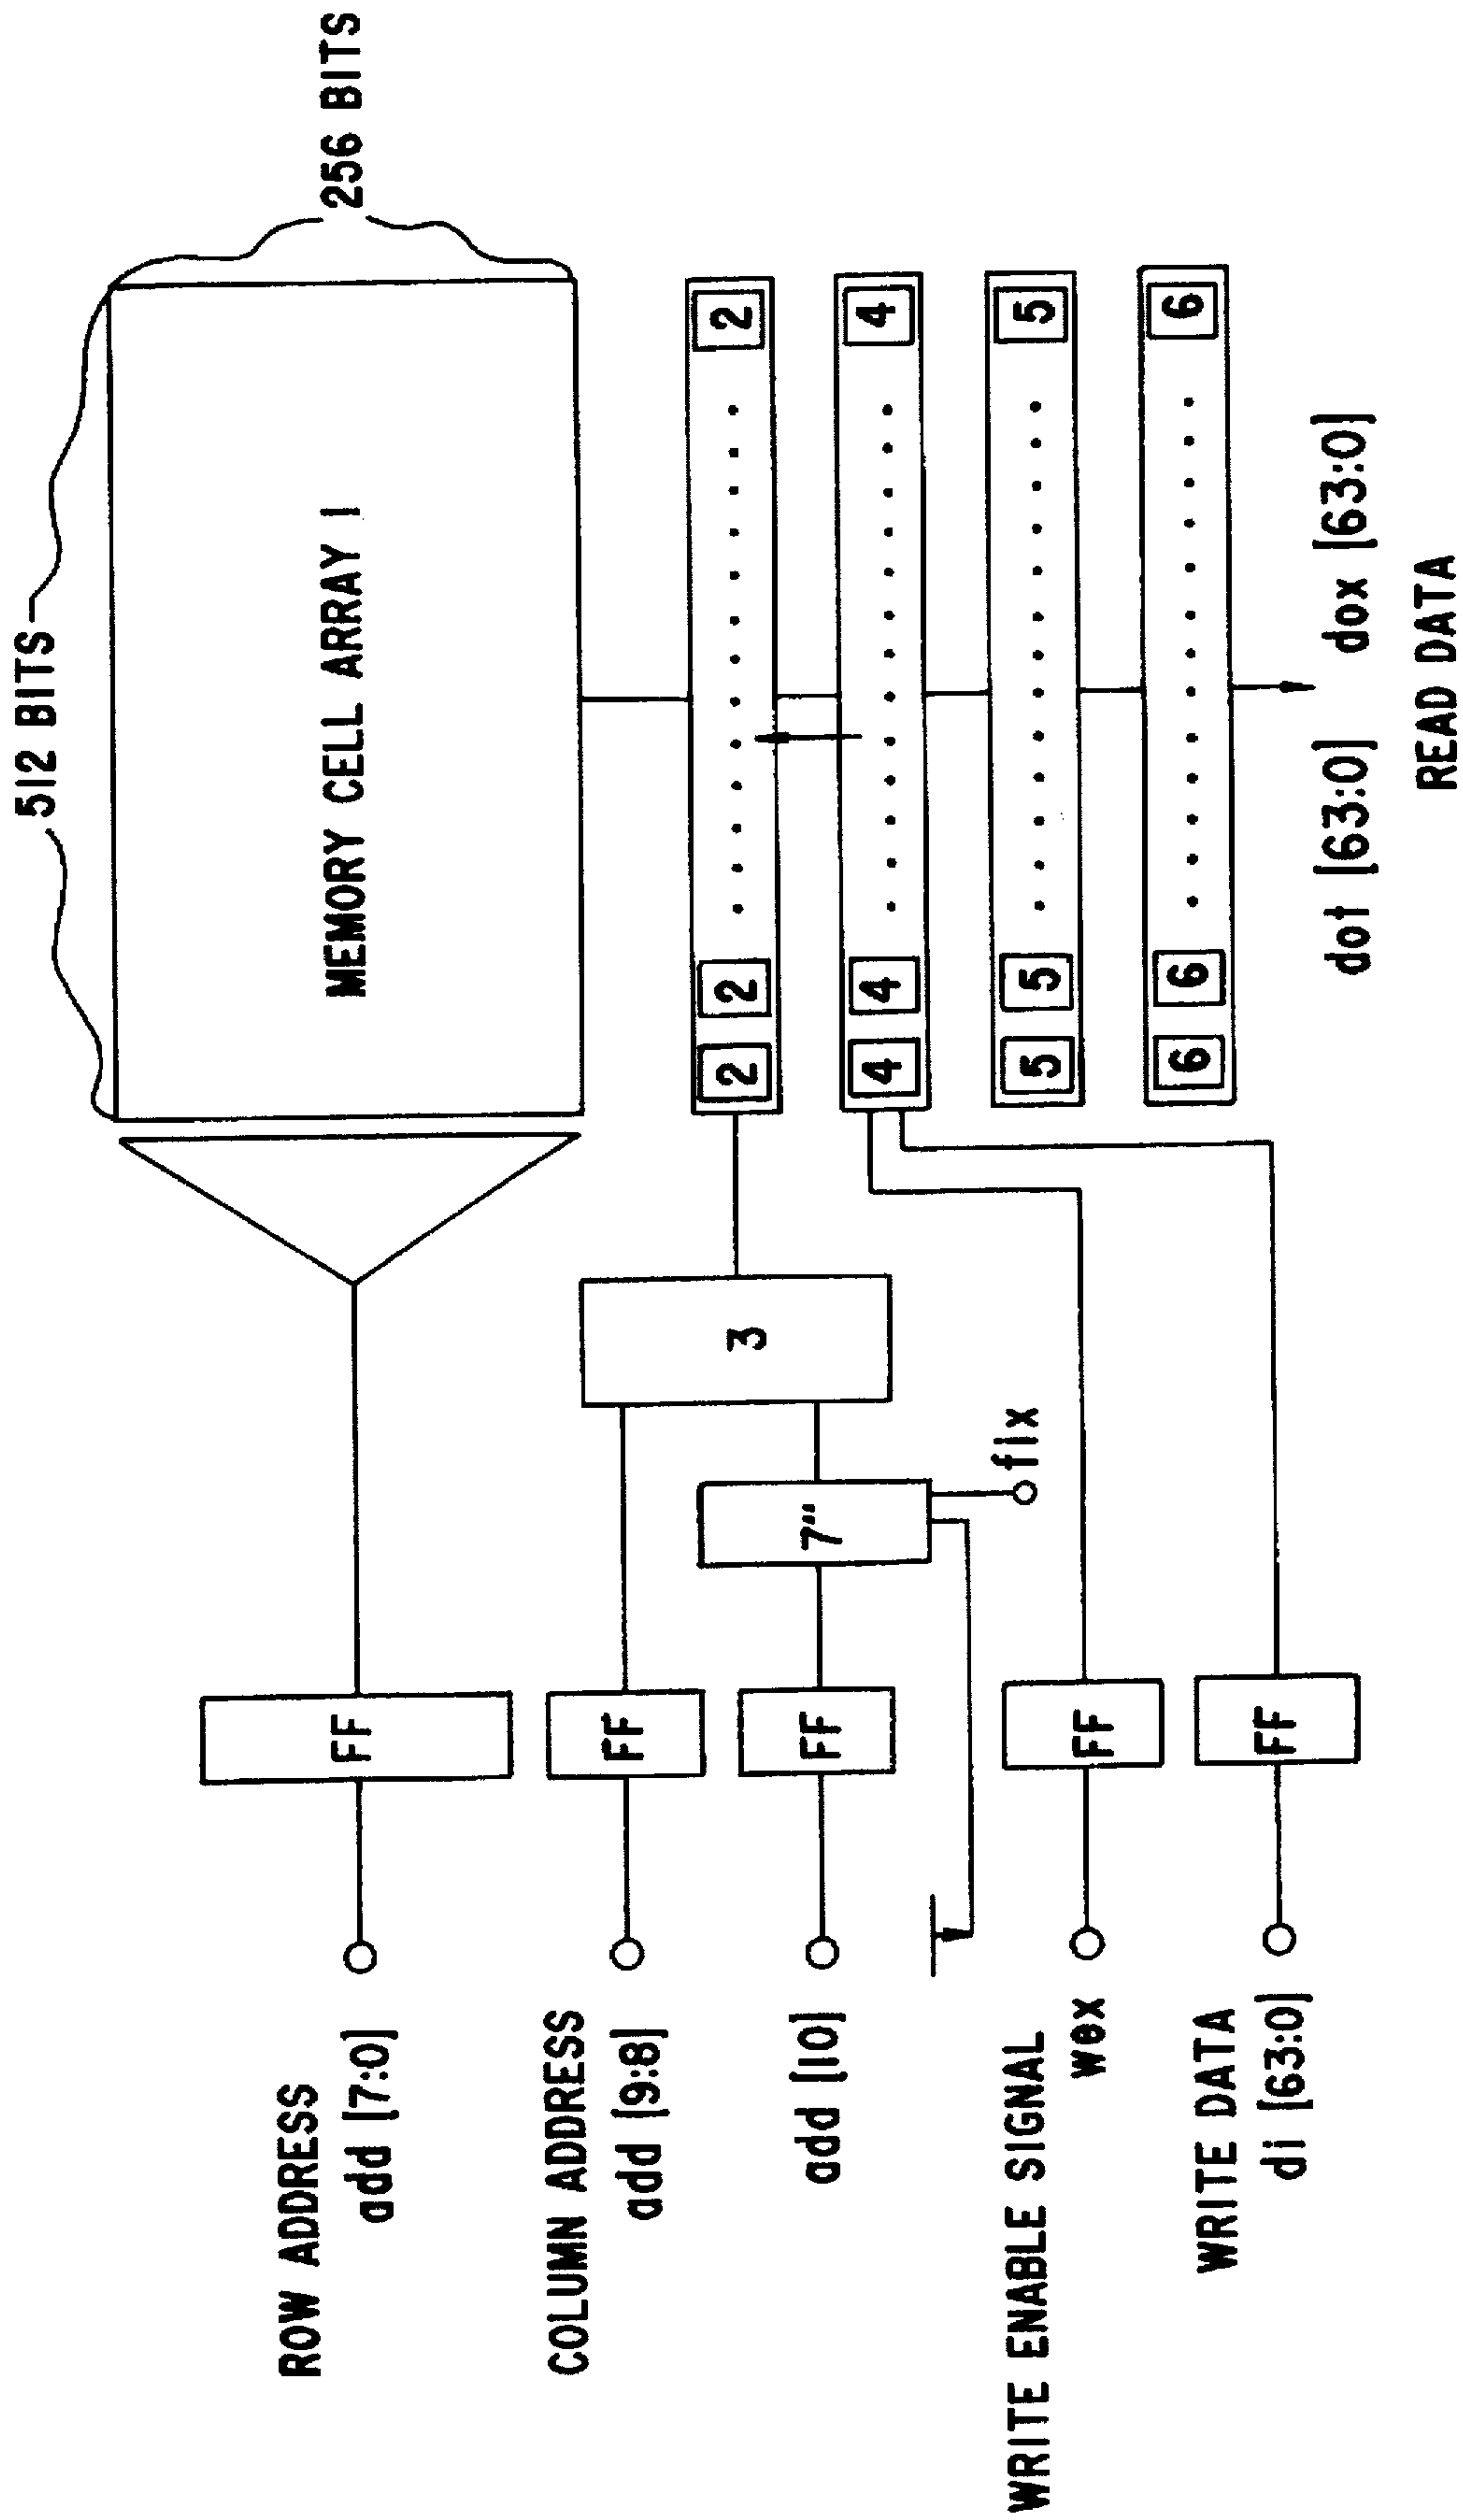 512 BITS
256 BITS
MEMORY CELL ARRAY 1
ROW ADDRESS
add [7:0]
FF
COLUMN ADDRESS
add [9:8]
FF
3
2 2 2
add [10]
FF
7"
fix
4 4 4
WRITE ENABLE SIGNAL
wex
FF
5 5 5
WRITE DATA
di [63:0]
FF
6 6 6
dot [63:0] dox [63:0]
READ DATA